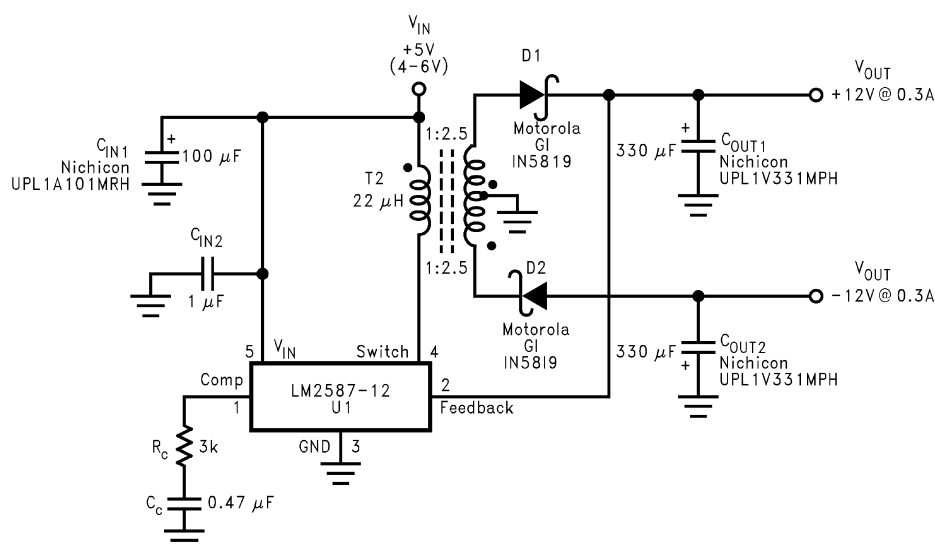 V_IN
+5V
(4-6V)
D1
Motorola
GI
IN5819
V_OUT
+12V@0.3A
C_IN1
Nichicon
UPL1A101MRH
+
100 μF
1:2.5
T2
22 μH
1:2.5
330 μF
+
C_OUT1
Nichicon
UPL1V331MPH
C_IN2
1 μF
D2
Motorola
GI
IN5819
V_OUT
-12V@0.3A
330 μF
+
C_OUT2
Nichicon
UPL1V331MPH
5
V_IN
Switch
4
Comp
1
LM2587-12
U1
2
Feedback
GND
3
R_c
3k
C_c
0.47 μF